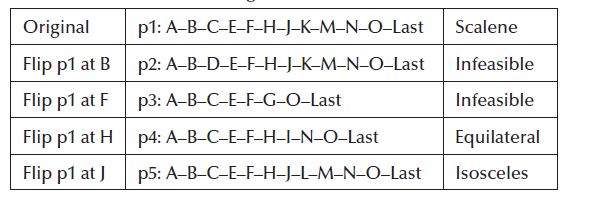 Original p1: A–B–C–E–F–H–J–K–M–N–O–Last Scalene
Flip p1 at B p2: A–B–D–E–F–H–J–K–M–N–O–Last Infeasible
Flip p1 at F p3: A–B–C–E–F–G–O–Last Infeasible
Flip p1 at H p4: A–B–C–E–F–H–I–N–O–Last Equilateral
Flip p1 at J p5: A–B–C–E–F–H–J–L–M–N–O–Last Isosceles